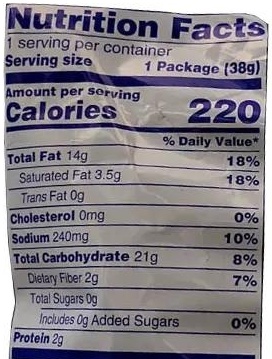 Nutrition Facts
1 serving per container
Serving size 1 Package (38g)
Amount per serving
Calories 220
% Daily Value*
Total Fat 14g 18%
Saturated Fat 3.5g 18%
Trans Fat 0g
Cholesterol 0mg 0%
Sodium 240mg 10%
Total Carbohydrate 21g 8%
Dietary Fiber 2g 7%
Total Sugars 0g
Includes 0g Added Sugars 0%
Protein 2g